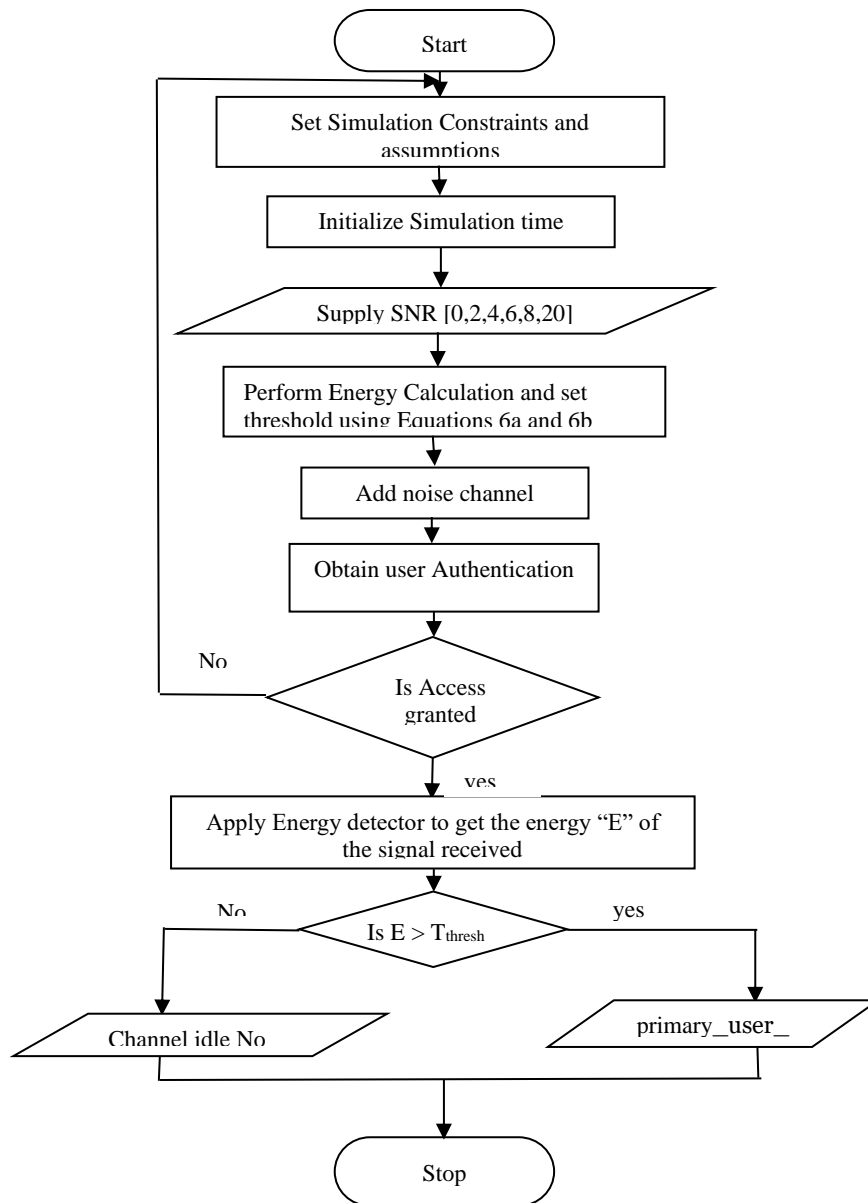 Start
Set Simulation Constraints and
assumptions
Initialize Simulation time
Supply SNR [0,2,4,6,8,20]
Perform Energy Calculation and set
threshold using Equations 6a and 6b
Add noise channel
Obtain user Authentication
No
Is Access
granted
yes
Apply Energy detector to get the energy “E” of
the signal received
No
yes
Is E > Tthresh
Channel idle No
primary_user_
Stop